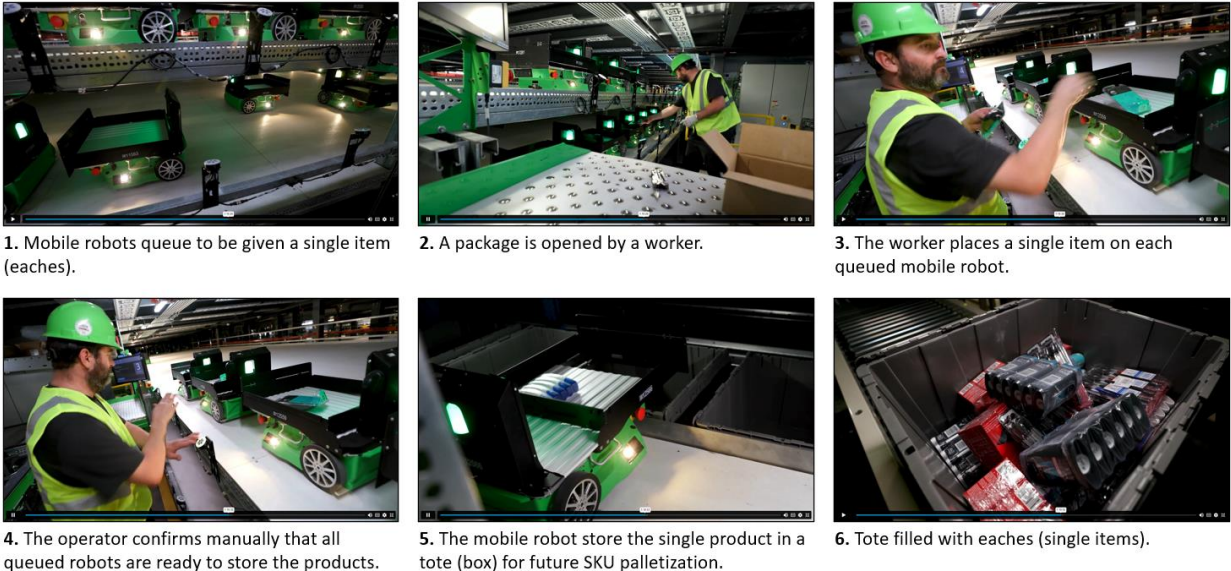 1. Mobile robots queue to be given a single item
(eaches).
2. A package is opened by a worker.
3. The worker places a single item on each
queued mobile robot.
4. The operator confirms manually that all
queued robots are ready to store the products.
5. The mobile robot store the single product in a
tote (box) for future SKU palletization.
6. Tote filled with eaches (single items).